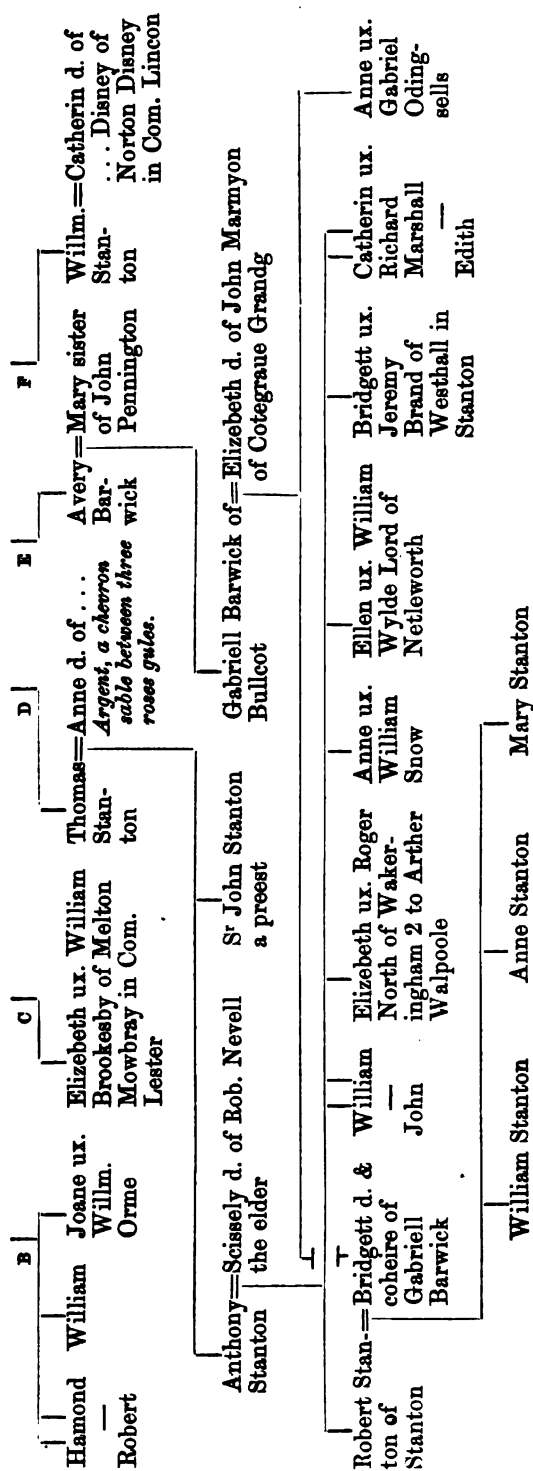 B
C
D
E
F
Hamond
—
Robert
William
Joane ux.
Willm.
Orme
Elizebeth ux. William
Brookesby of Melton
Mowbray in Com.
Lester
Thomas=Anne d. of ...
Stan-
ton
Argent, a chevron
sable between three
roses gules.
Avery=Mary sister
Bar-
wick
of John
Pennington
Willm.=Catherin d. of
Stan-
ton
... Disney of
Norton Disney
in Com. Lincon
Anthony=Scissely d. of Rob. Nevell
Stanton
the elder
Sr John Stanton
a preest
Gabriell Barwick of=Elizebeth d. of John Marmyon
Bullcot
of Cotegraue Grandg
Robert Stan-=Bridgett d. &
ton of
Stanton
coheire of
Gabriell
Barwick
William
—
John
Elizebeth ux. Roger
North of Waker-
ingham 2 to Arther
Walpoole
Anne ux.
William
Snow
Ellen ux. William
Wylde Lord of
Netleworth
Bridgett ux.
Jeremy
Brand of
Westhall in
Stanton
Catherin ux.
Richard
Marshall
—
Edith
Anne ux.
Gabriel
Oding-
sells
William Stanton
Anne Stanton
Mary Stanton